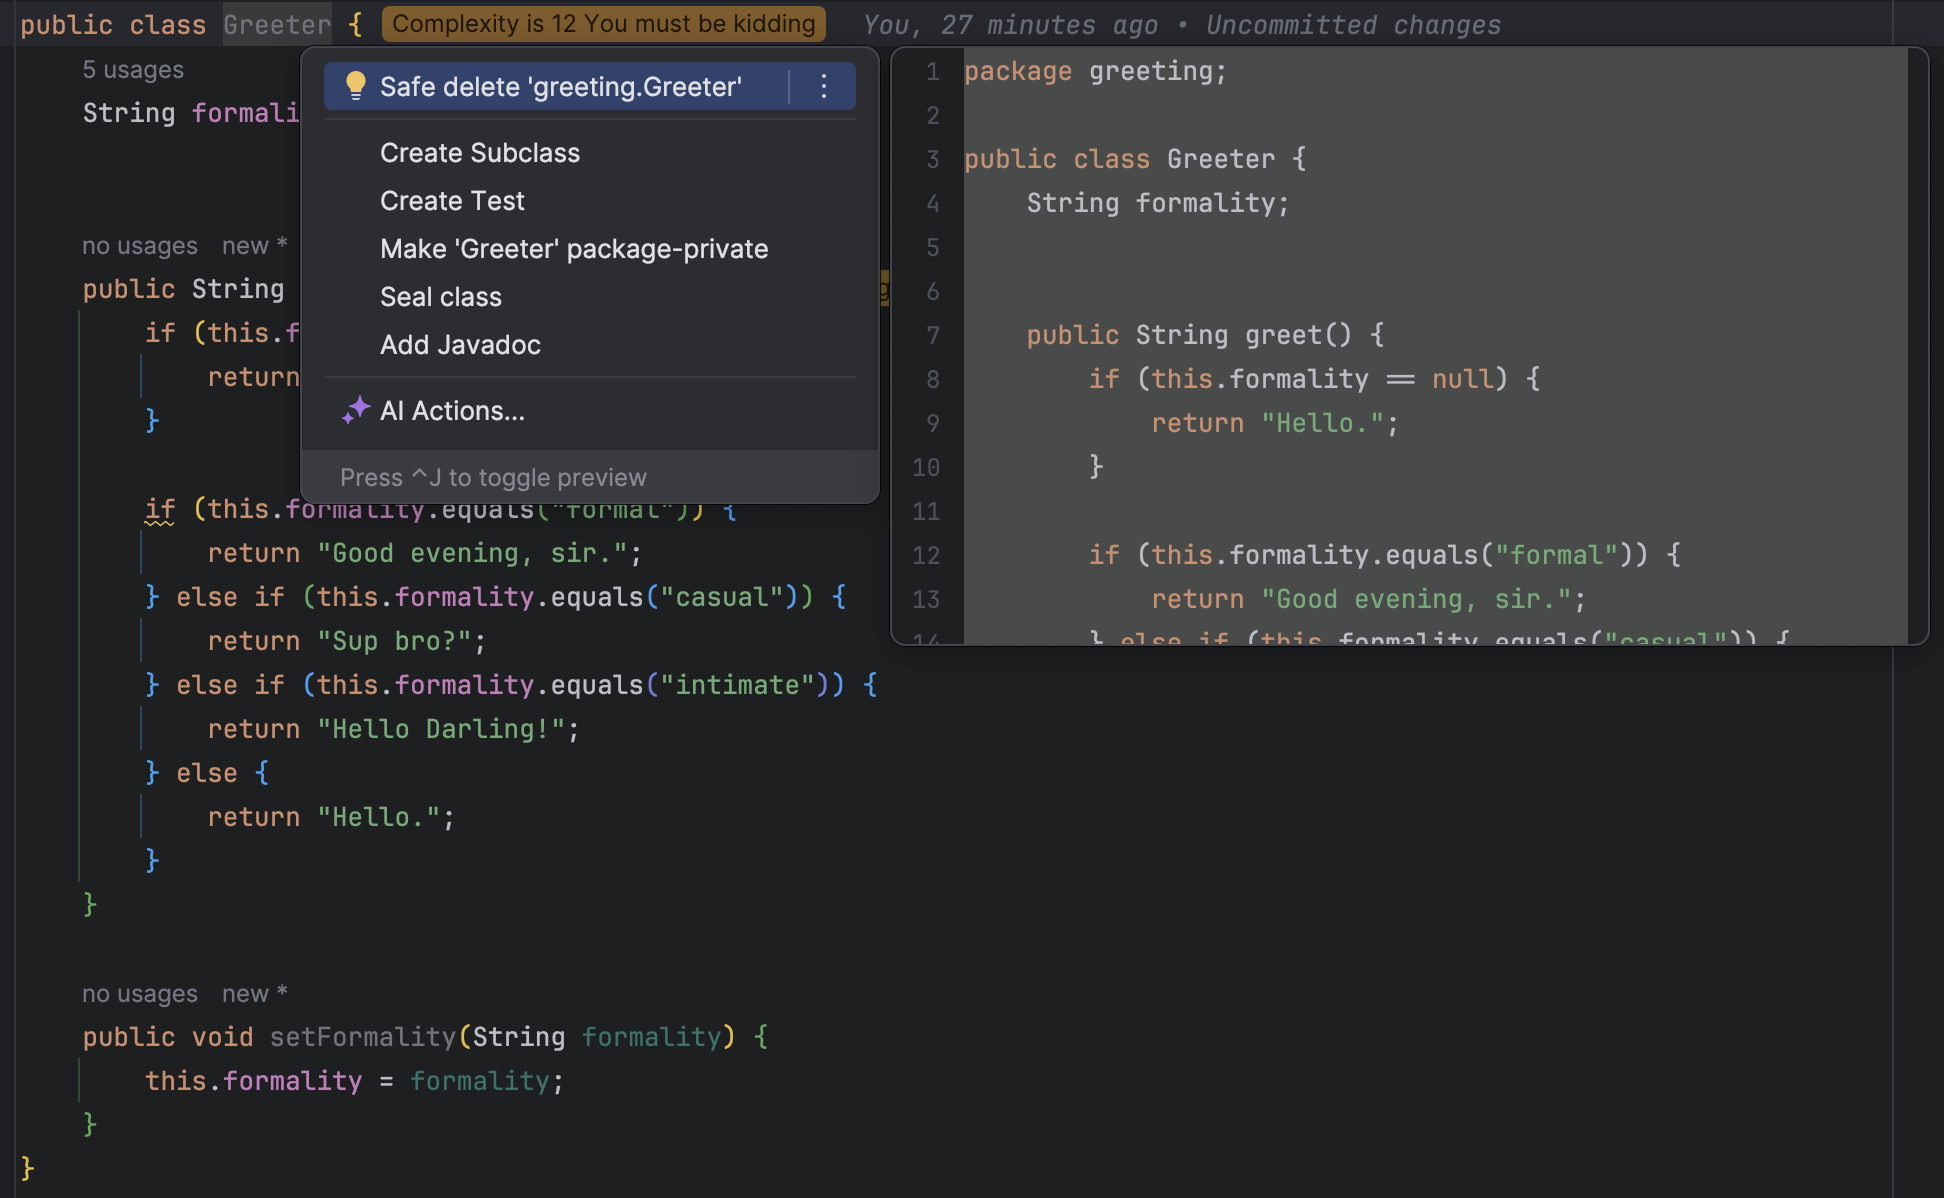 public class Greeter { Complexity is 12 You must be kidding You, 27 minutes ago • Uncommitted changes
5 usages
String formali
no usages new *
public String
if (this.f
return
}
if (this.formality.equals("formal")) {
return "Good evening, sir.";
} else if (this.formality.equals("casual")) {
return "Sup bro?";
} else if (this.formality.equals("intimate")) {
return "Hello Darling!";
} else {
return "Hello.";
}
}
no usages new *
public void setFormality(String formality) {
this.formality = formality;
}
}
Safe delete 'greeting.Greeter'
Create Subclass
Create Test
Make 'Greeter' package-private
Seal class
Add Javadoc
AI Actions...
Press ^J to toggle preview
1 package greeting;
2
3 public class Greeter {
4 String formality;
5
6
7 public String greet() {
8 if (this.formality == null) {
9 return "Hello.";
10 }
11
12 if (this.formality.equals("formal")) {
13 return "Good evening, sir.";
14 } else if (this.formality.equals("casual")) {